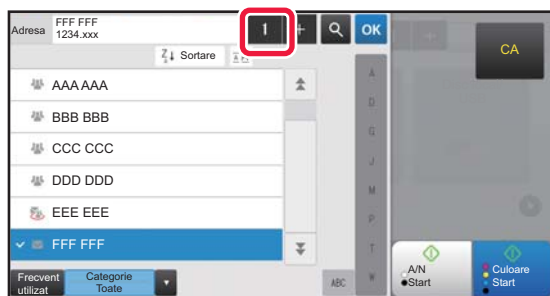 Adresa
FFF FFF
1234.xxx
1
+
OK
CA
Z↓ Sortare
AAA AAA
BBB BBB
CCC CCC
DDD DDD
EEE EEE
FFF FFF
A
D
G
J
M
P
T
W
Frecvent
utilizat
Categorie
Toate
ABC
A/N
Start
Culoare
Start